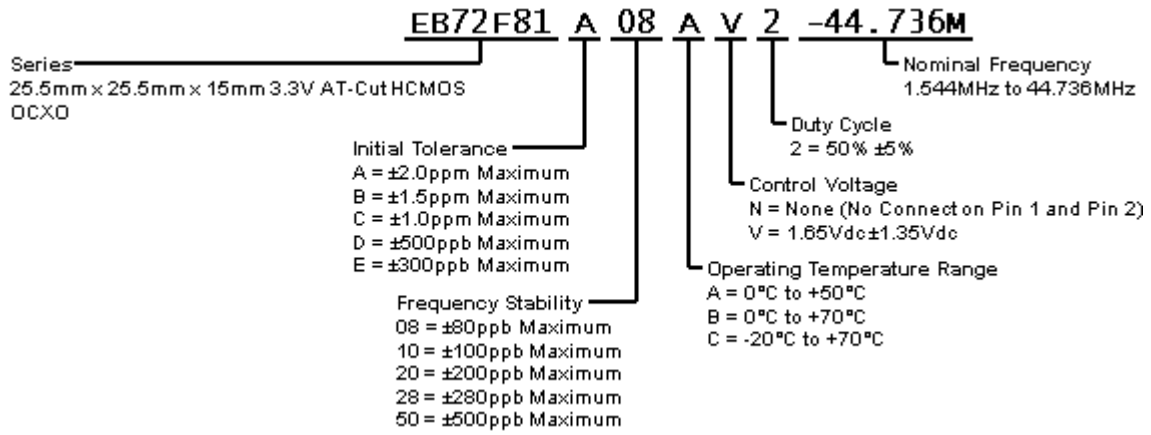 EB72F81 A 08 A V 2 -44.736M
Series
25.5mm x 25.5mm x 15mm 3.3V AT-Cut HCMOS
OCXO
Nominal Frequency
1.544MHz to 44.736MHz
Duty Cycle
2 = 50% ±5%
Initial Tolerance
A = ±2.0ppm Maximum
B = ±1.5ppm Maximum
C = ±1.0ppm Maximum
D = ±500ppb Maximum
E = ±300ppb Maximum
Control Voltage
N = None (No Connect on Pin 1 and Pin 2)
V = 1.65Vdc ±1.35Vdc
Operating Temperature Range
A = 0°C to +50°C
B = 0°C to +70°C
C = -20°C to +70°C
Frequency Stability
08 = ±80ppb Maximum
10 = ±100ppb Maximum
20 = ±200ppb Maximum
28 = ±280ppb Maximum
50 = ±500ppb Maximum